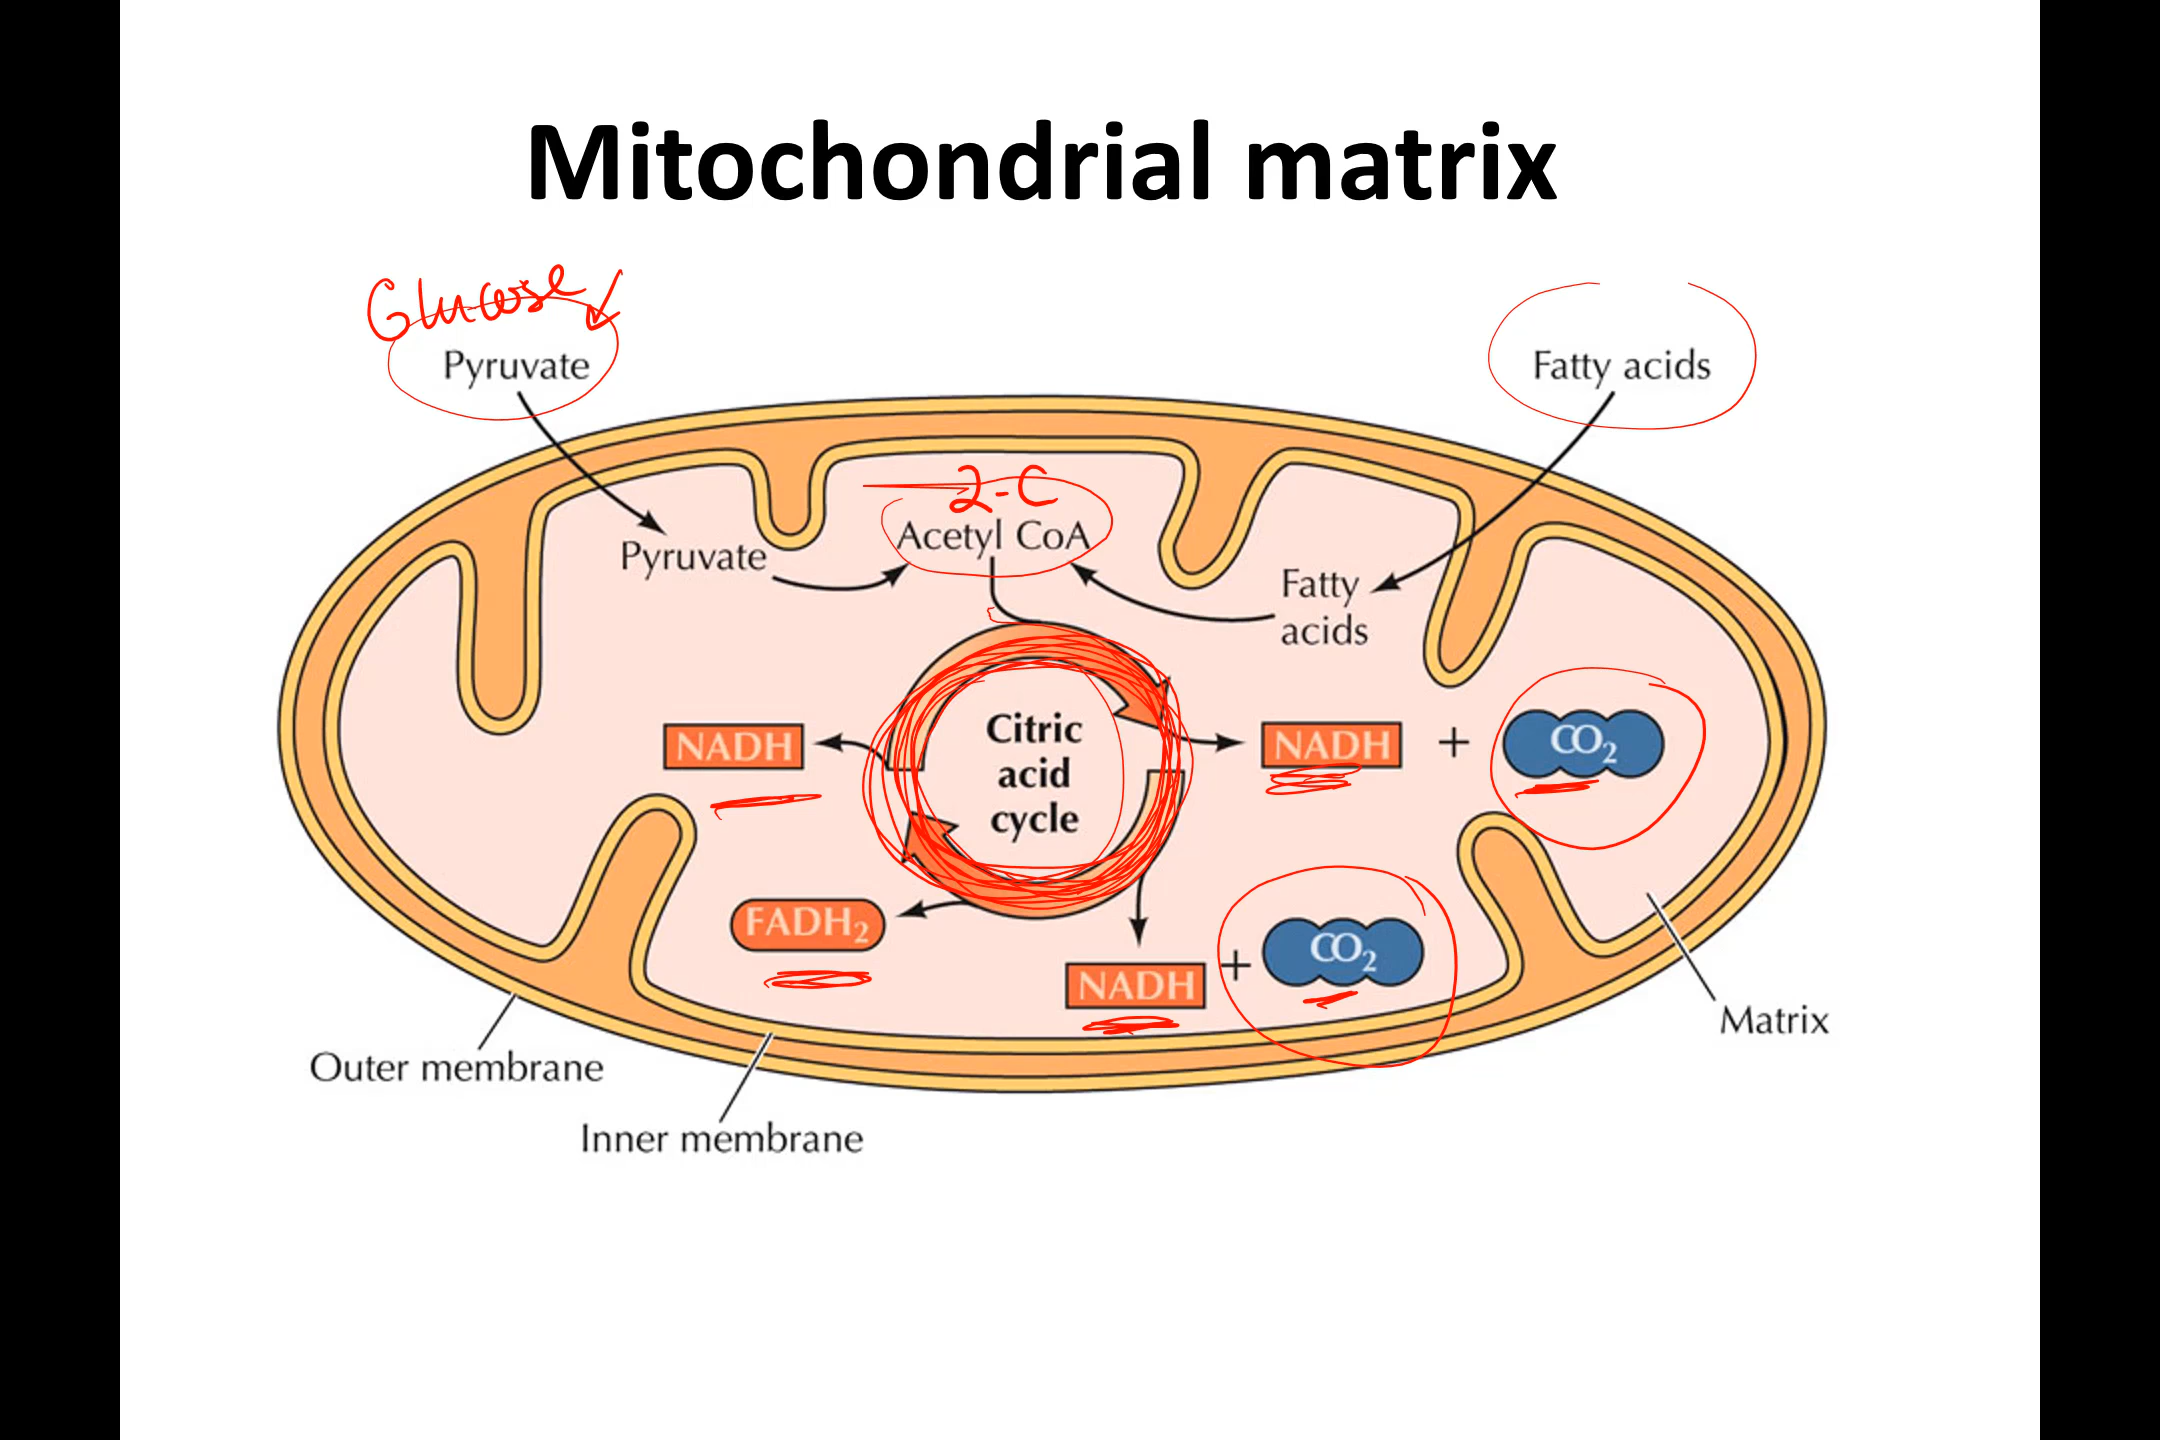 Mitochondrial matrix
Glucose
Pyruvate
Fatty acids
2-C
Acetyl CoA
Pyruvate
Fatty
acids
Citric
acid
cycle
NADH
NADH + CO₂
FADH₂
NADH + CO₂
Matrix
Outer membrane
Inner membrane